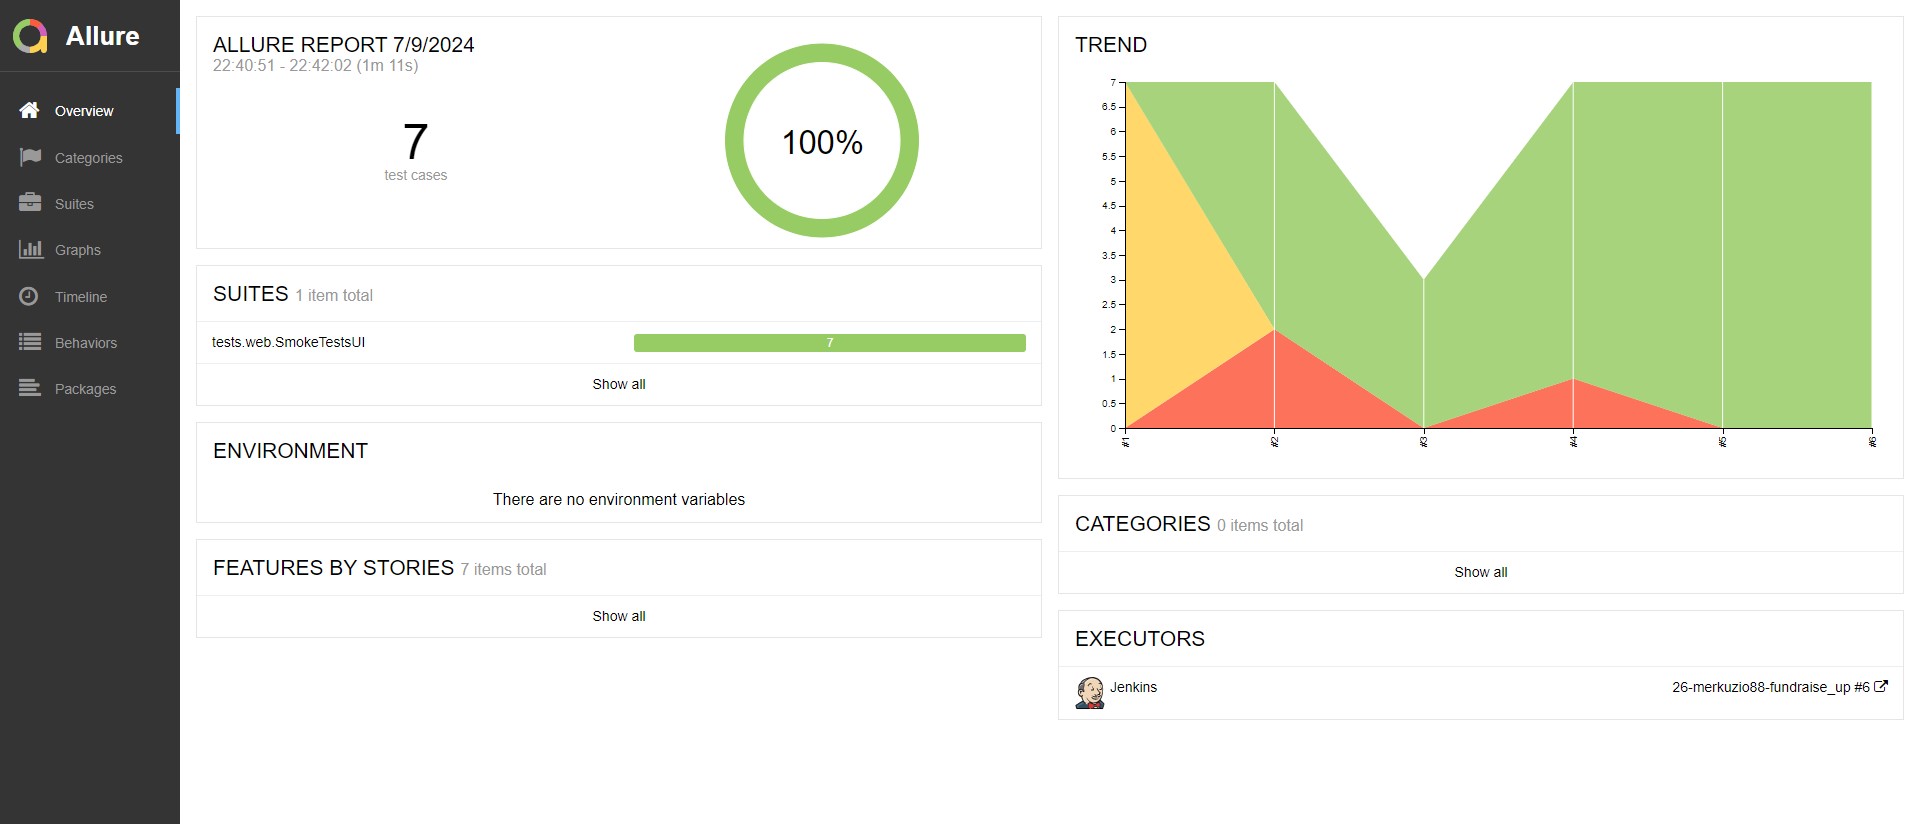 Allure
Overview
Categories
Suites
Graphs
Timeline
Behaviors
Packages
ALLURE REPORT 7/9/2024
22:40:51 - 22:42:02 (1m 11s)
7
test cases
100%
SUITES 1 item total
tests.web.SmokeTestsUI
7
Show all
ENVIRONMENT
There are no environment variables
FEATURES BY STORIES 7 items total
Show all
TREND
7
6.5
6
5.5
5
4.5
4
3.5
3
2.5
2
1.5
1
0.5
0
#1
#2
#3
#4
#5
#6
CATEGORIES 0 items total
Show all
EXECUTORS
Jenkins
26-merkuzio88-fundraise_up #6